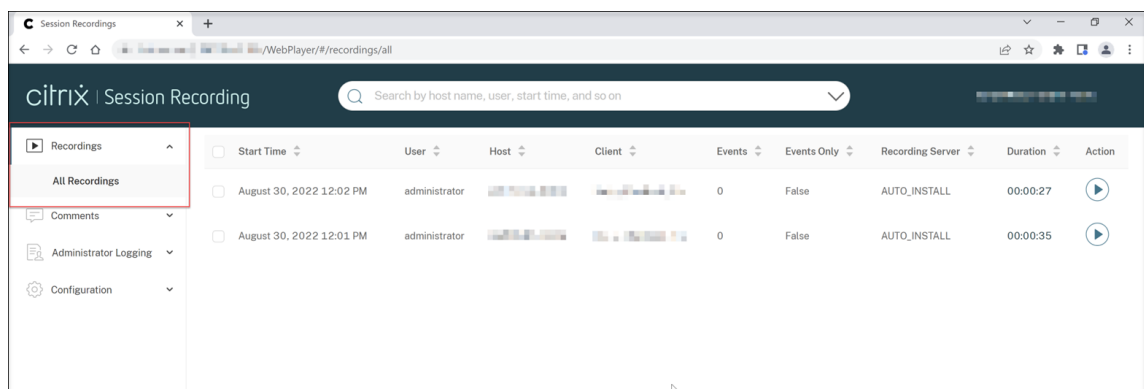 Session Recordings
/WebPlayer/#/recordings/all
citrix | Session Recording
Search by host name, user, start time, and so on
Recordings
All Recordings
Comments
Administrator Logging
Configuration
Start Time User Host Client Events Events Only Recording Server Duration Action
August 30, 2022 12:02 PM administrator 0 False AUTO_INSTALL 00:00:27
August 30, 2022 12:01 PM administrator 0 False AUTO_INSTALL 00:00:35